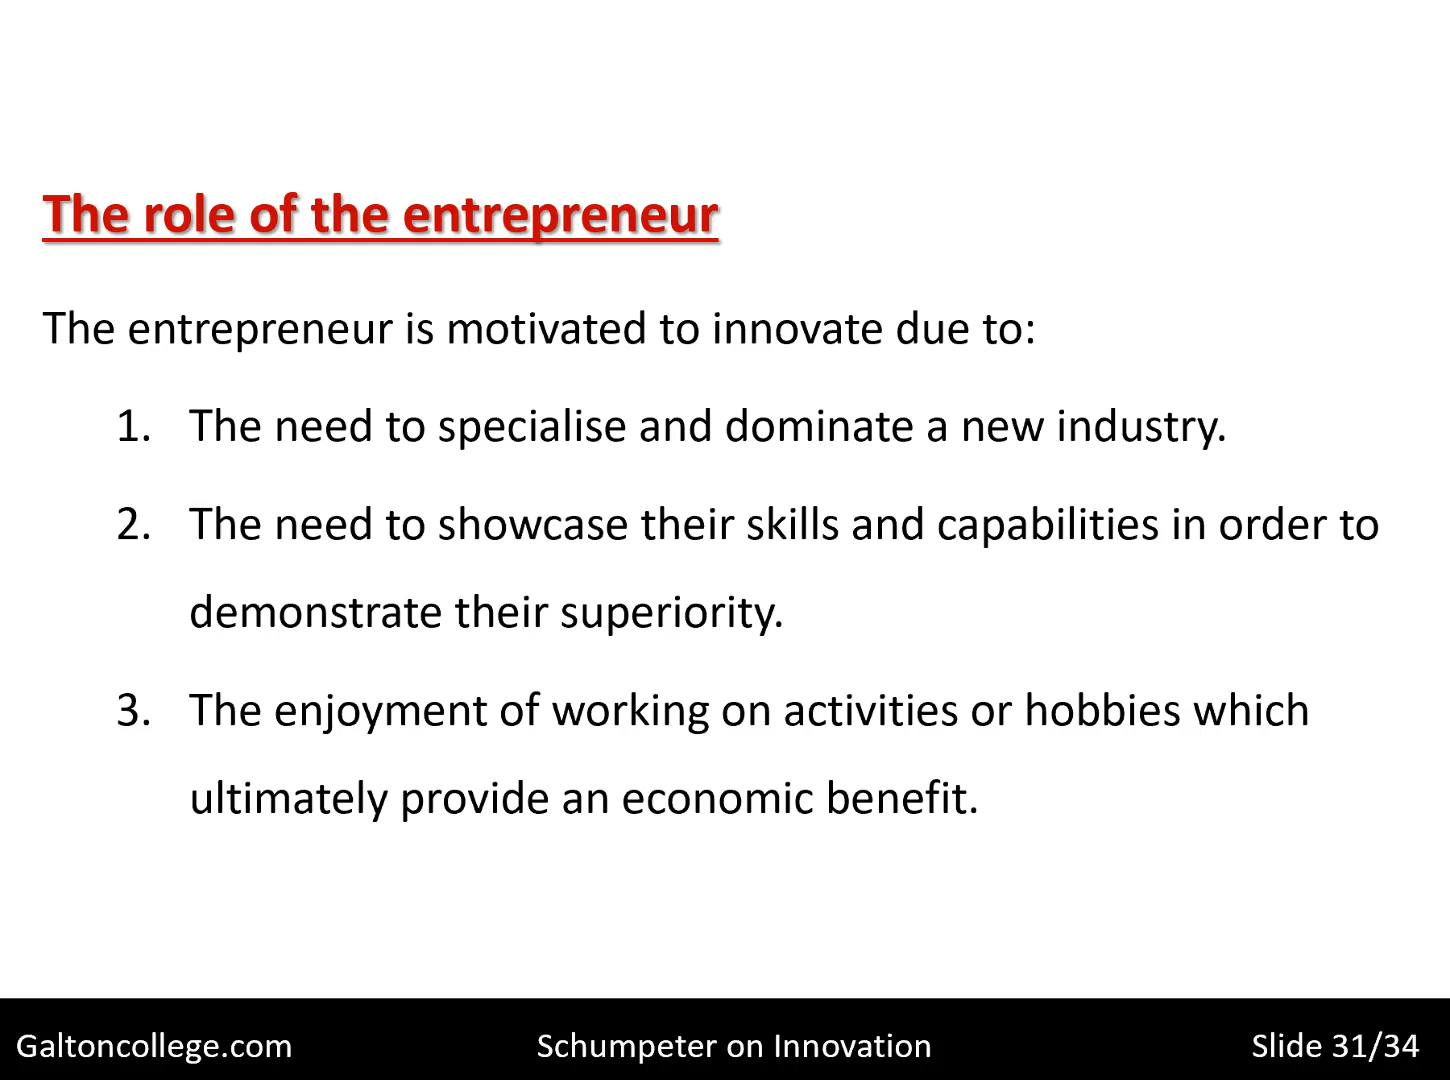 The role of the entrepreneur
The entrepreneur is motivated to innovate due to:
1. The need to specialise and dominate a new industry.
2. The need to showcase their skills and capabilities in order to
demonstrate their superiority.
3. The enjoyment of working on activities or hobbies which
ultimately provide an economic benefit.
Galtoncollege.com Schumpeter on Innovation Slide 31/34